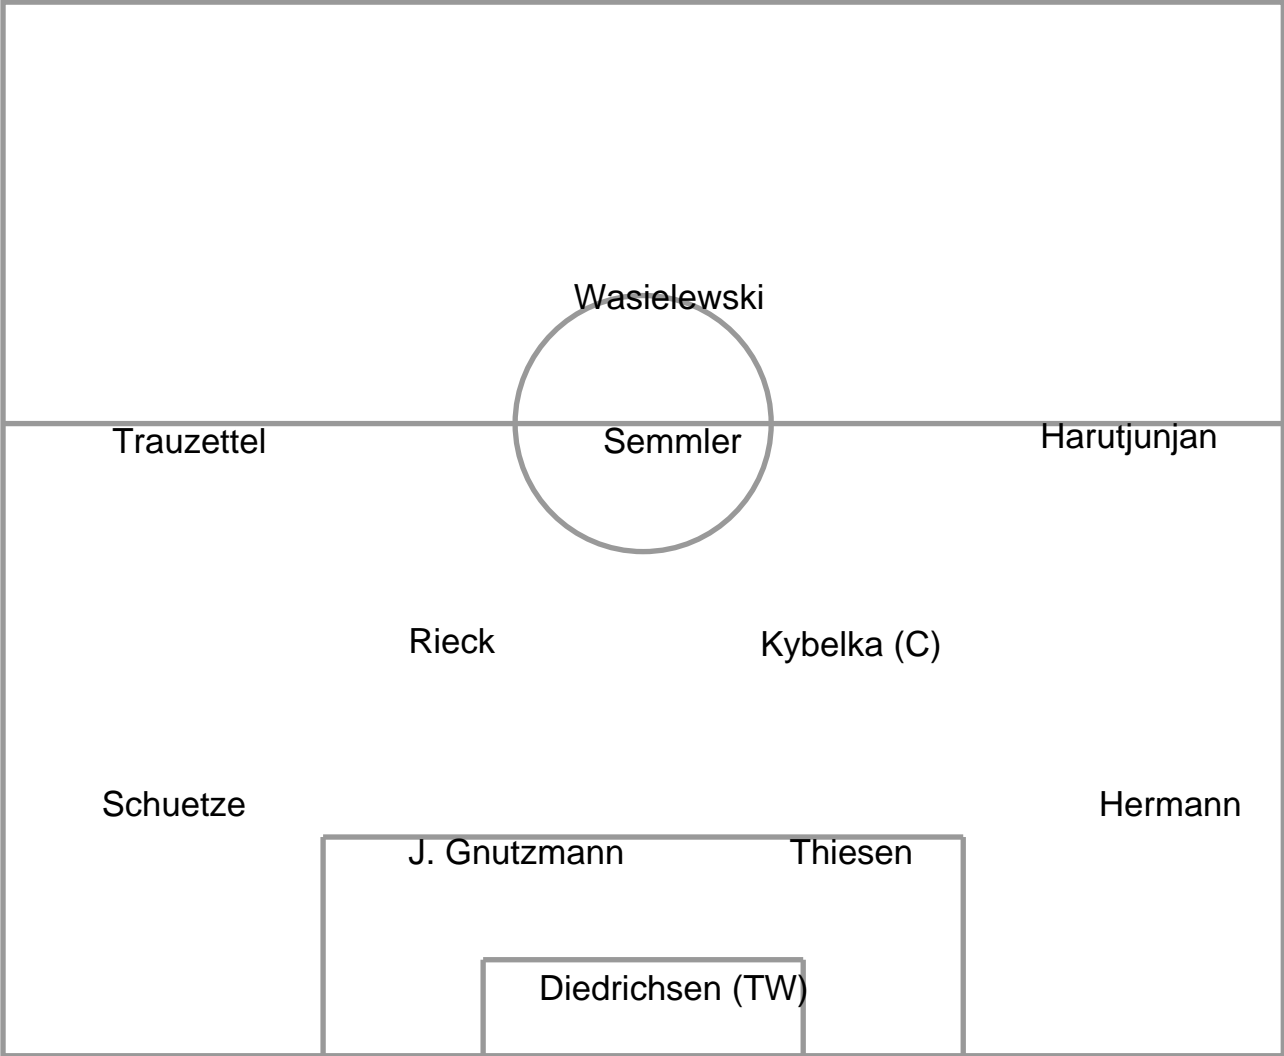 Wasielewski
Trauzettel Semmler Harutjunjan
Rieck Kybelka (C)
Schuetze Hermann
J. Gnutzmann Thiesen
Diedrichsen (TW)